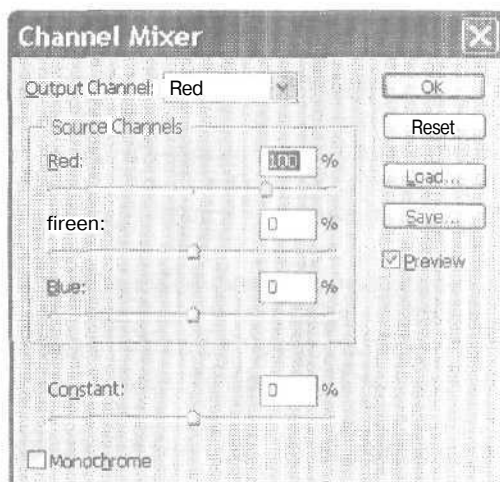 Channel Mixer
Output Channel: Red
OK
Source Channels
Reset
Red: 100 %
Load...
fireen: 0 %
Save...
Preview
Blue: 0 %
Constant: 0 %
Monochrome